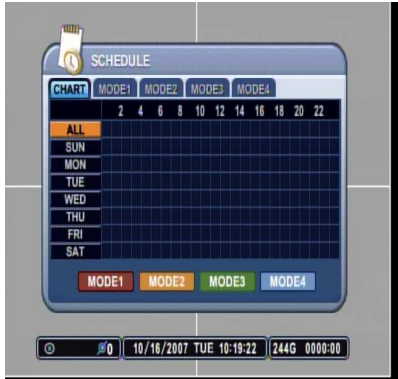 SCHEDULE
CHART MODE1 MODE2 MODE3 MODE4
2 4 6 8 10 12 14 16 18 20 22
ALL
SUN
MON
TUE
WED
THU
FRI
SAT
MODE1 MODE2 MODE3 MODE4
0 10/16/2007 TUE 10:19:22 244G 0000:00